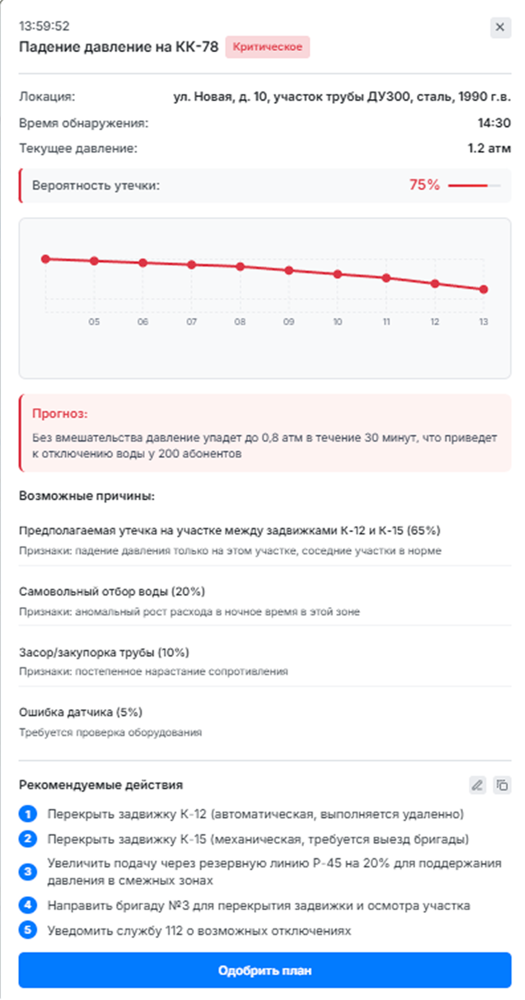 13:59:52
Падение давление на КК-78 Критическое
Локация: ул. Новая, д. 10, участок трубы ДУ300, сталь, 1990 г.в.
Время обнаружения: 14:30
Текущее давление: 1.2 атм
Вероятность утечки: 75%
05 06 07 08 09 10 11 12 13
Прогноз:
Без вмешательства давление упадет до 0,8 атм в течение 30 минут, что приведет
к отключению воды у 200 абонентов
Возможные причины:
Предполагаемая утечка на участке между задвижками К-12 и К-15 (65%)
Признаки: падение давления только на этом участке, соседние участки в норме
Самовольный отбор воды (20%)
Признаки: аномальный рост расхода в ночное время в этой зоне
Засор/закупорка трубы (10%)
Признаки: постепенное нарастание сопротивления
Ошибка датчика (5%)
Требуется проверка оборудования
Рекомендуемые действия
1 Перекрыть задвижку К-12 (автоматическая, выполняется удаленно)
2 Перекрыть задвижку К-15 (механическая, требуется выезд бригады)
3 Увеличить подачу через резервную линию Р-45 на 20% для поддержания
давления в смежных зонах
4 Направить бригаду №3 для перекрытия задвижки и осмотра участка
5 Уведомить службу 112 о возможных отключениях
Одобрить план